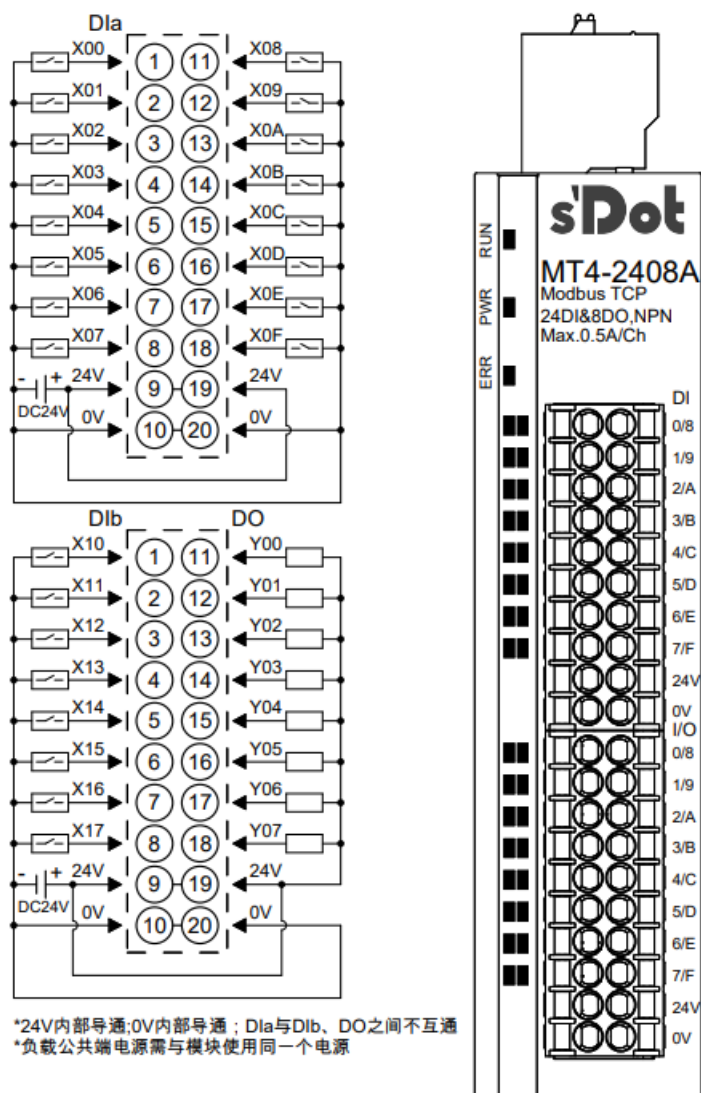 DIa
X00 1 11 X08
X01 2 12 X09
X02 3 13 X0A
X03 4 14 X0B
X04 5 15 X0C
X05 6 16 X0D
X06 7 17 X0E
X07 8 18 X0F
- + 24V 9 19 24V
DC24V
0V 10 20 0V
DIb DO
X10 1 11 Y00
X11 2 12 Y01
X12 3 13 Y02
X13 4 14 Y03
X14 5 15 Y04
X15 6 16 Y05
X16 7 17 Y06
X17 8 18 Y07
- + 24V 9 19 24V
DC24V
0V 10 20 0V
*24V内部导通;0V内部导通；DIa与DIb、DO之间不互通
*负载公共端电源需与模块使用同一个电源
s'Dot
RUN
PWR
ERR
MT4-2408A
Modbus TCP
24DI&8DO,NPN
Max.0.5A/Ch
DI
0/8
1/9
2/A
3/B
4/C
5/D
6/E
7/F
24V
0V
I/O
0/8
1/9
2/A
3/B
4/C
5/D
6/E
7/F
24V
0V